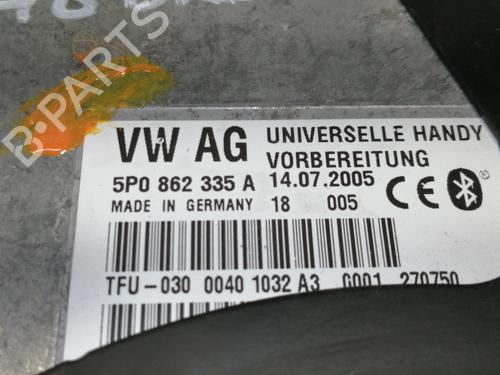 B-PARTS
VW AG
UNIVERSELLE HANDY
VORBEREITUNG
5P0 862 335 A
14.07.2005
MADE IN GERMANY
18 005
CE
TFU-030 0040 1032 A3 G001 270750